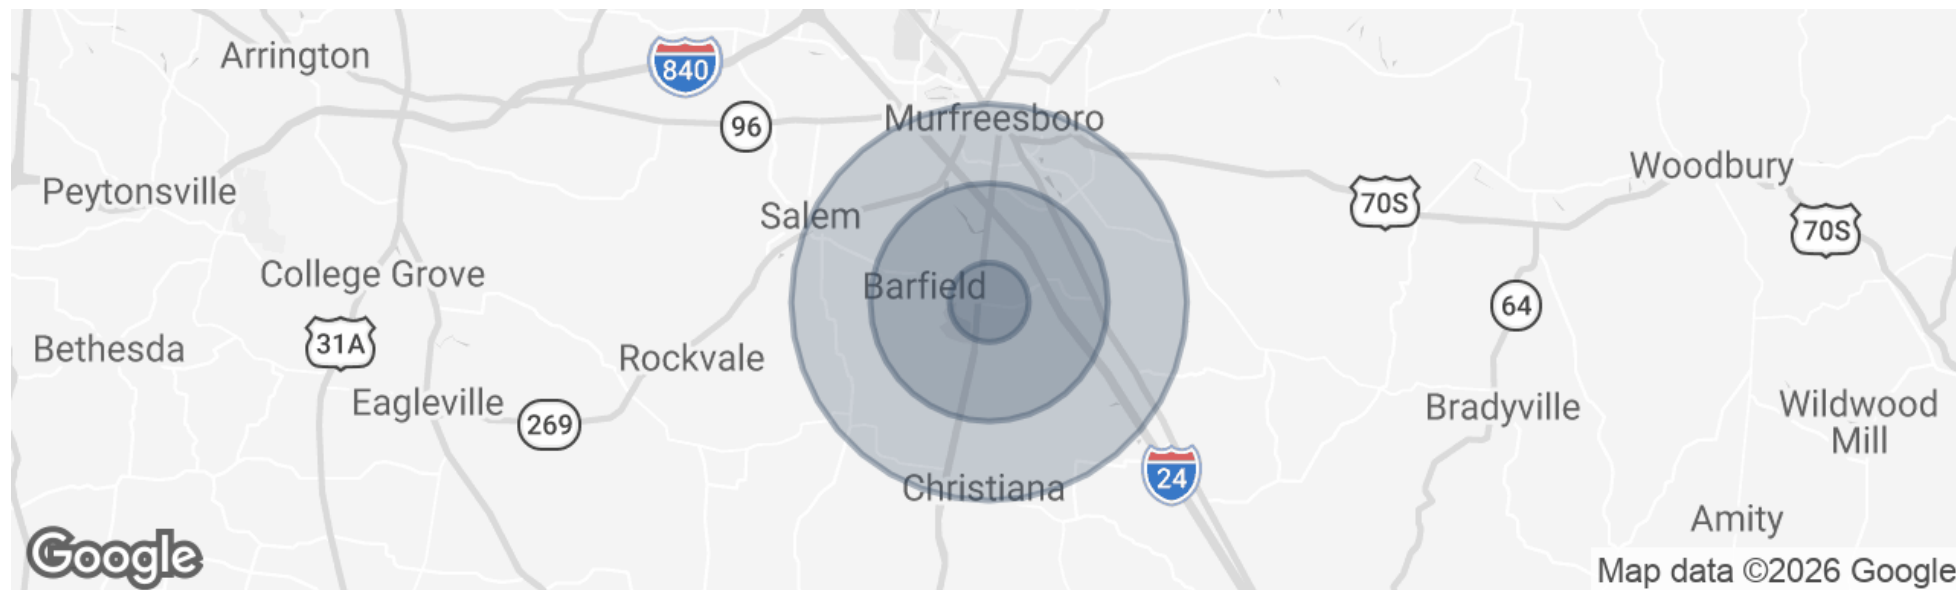 Arrington
840
96
Murfreesboro
Woodbury
Peytonsville
70S
Salem
70S
College Grove
Barfield
64
31A
Bethesda
Rockvale
Eagleville
269
Bradyville
Wildwood
Mill
24
Christiana
Amity
Google
Map data ©2026 Google